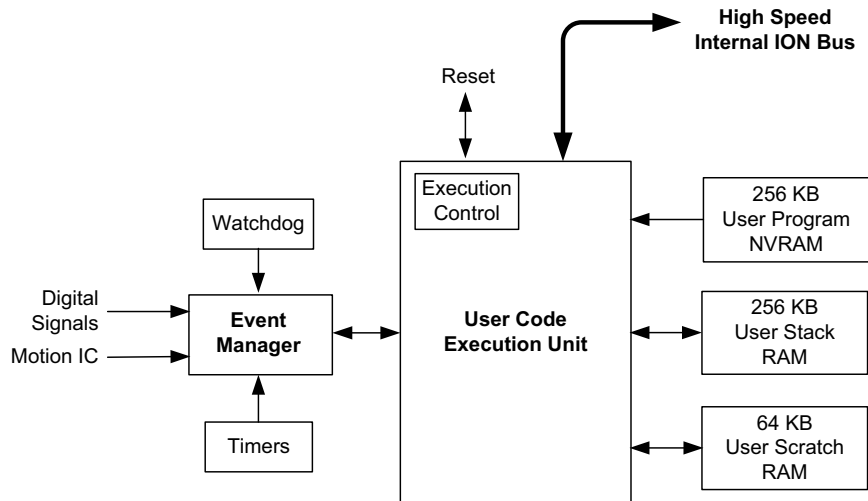 High Speed
Internal ION Bus
Reset
Execution
Control
256 KB
User Program
NVRAM
Watchdog
Digital
Signals
Event
Manager
User Code
Execution Unit
256 KB
User Stack
RAM
Motion IC
Timers
64 KB
User Scratch
RAM